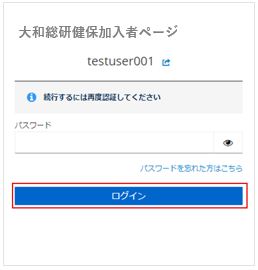 大和総研健保加入者ページ
testuser001
続行するには再度認証してください
パスワード
パスワードを忘れた方はこちら
ログイン